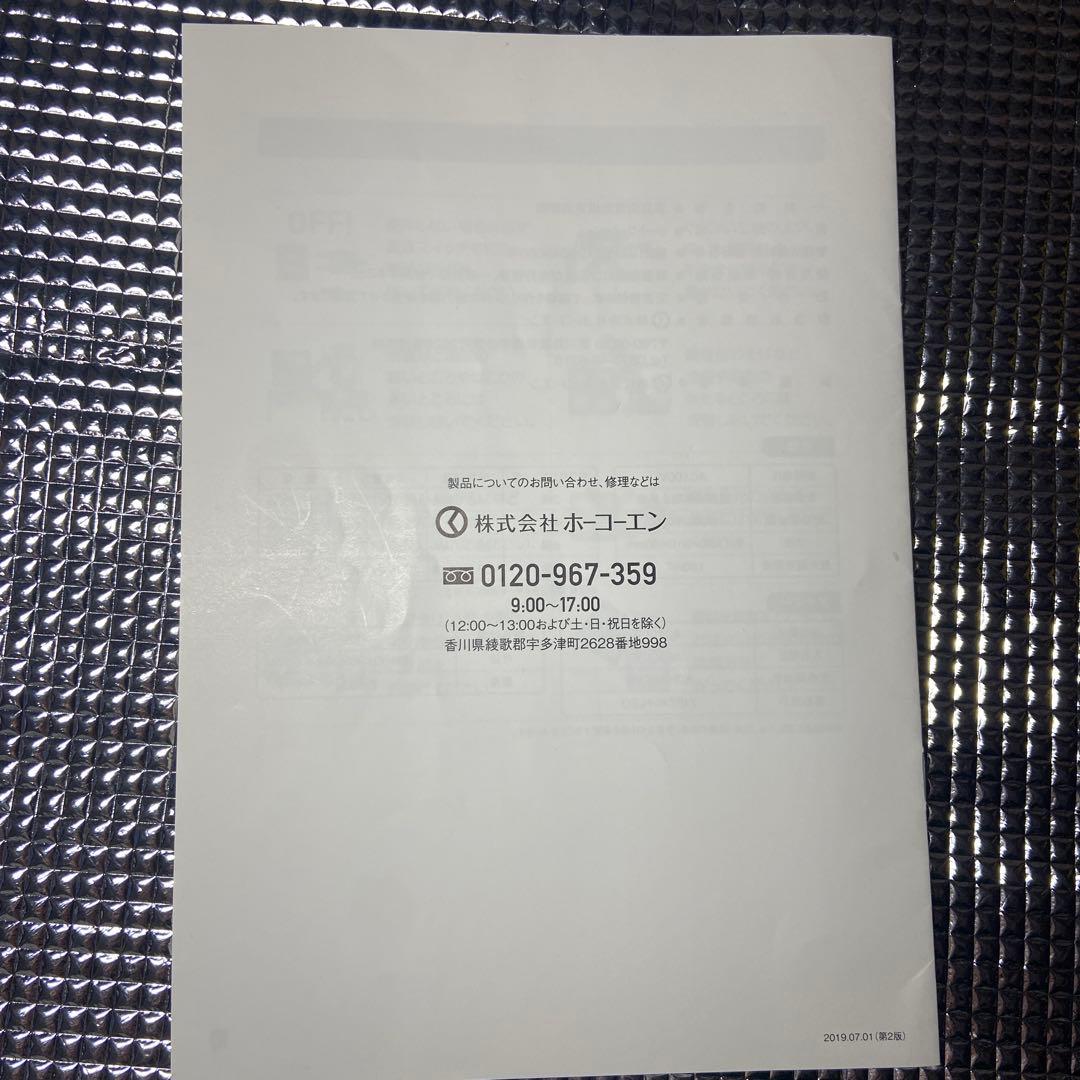 製品についてのお問い合わせ、修理などは
株式会社 ホーコーエン
0120-967-359
9:00〜17:00
(12:00〜13:00および土・日・祝日を除く)
香川県綾歌郡宇多津町2628番地998
2019.07.01(第2版)